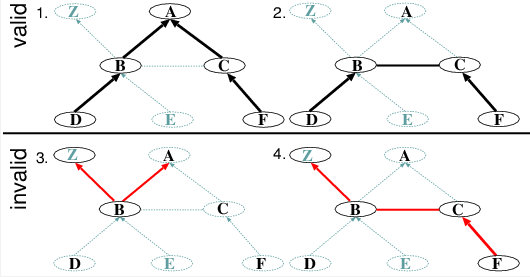 valid
1. Z A
B C
D E F
2. Z A
B C
D E F
invalid
3. Z A
B C
D E F
4. Z A
B C
D E F